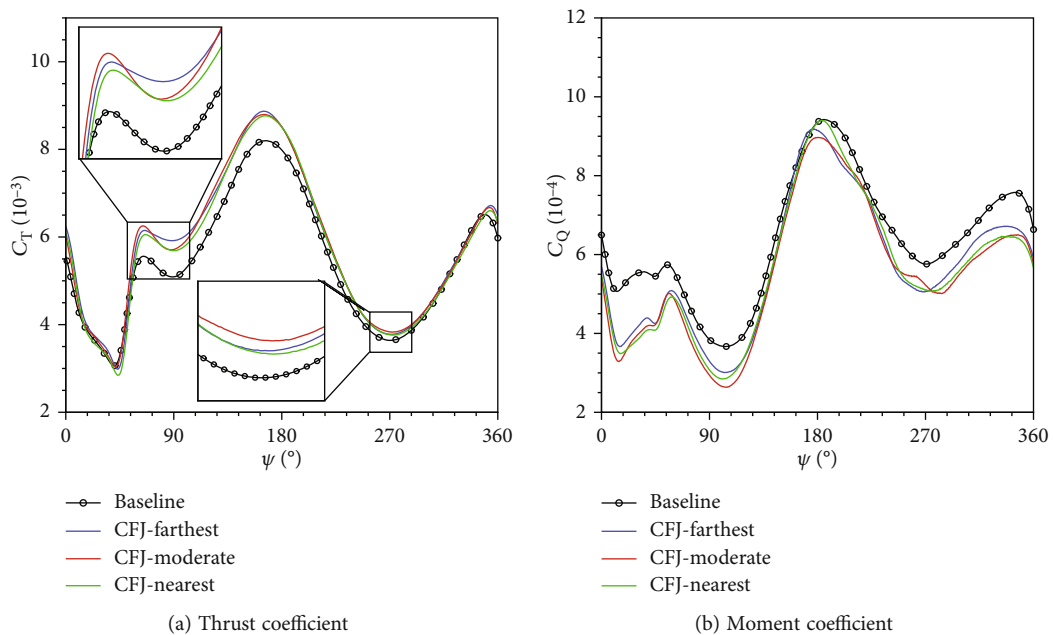 10
8
6
4
2
C_T (10⁻³)
0
90
180
270
360
ψ (°)
Baseline
CFJ-farthest
CFJ-moderate
CFJ-nearest
(a) Thrust coefficient
12
10
8
6
4
2
C_Q (10⁻⁴)
0
90
180
270
360
ψ (°)
Baseline
CFJ-farthest
CFJ-moderate
CFJ-nearest
(b) Moment coefficient